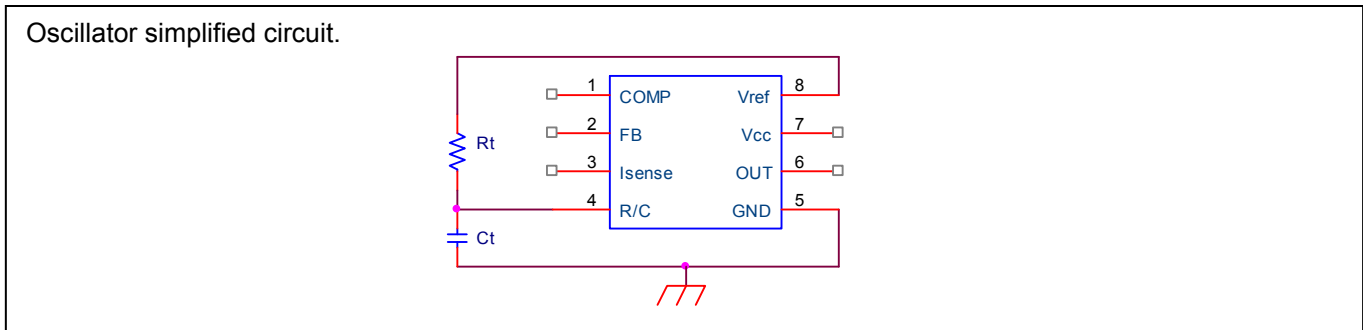 Oscillator simplified circuit.
1 COMP Vref 8
Rt 2 FB Vcc 7
3 Isense OUT 6
4 R/C GND 5
Ct